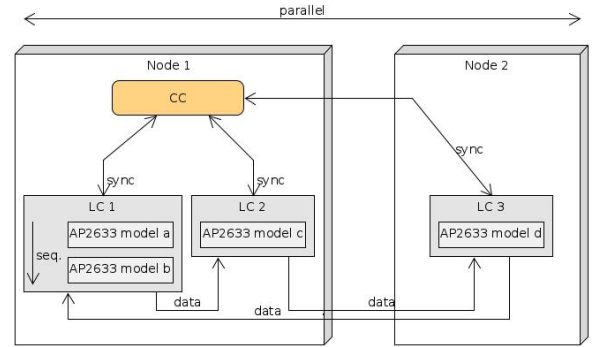 parallel
Node 1
Node 2
CC
sync
sync
sync
LC 1
LC 2
LC 3
AP2633 model a
AP2633 model c
AP2633 model d
seq.
AP2633 model b
data
data
data